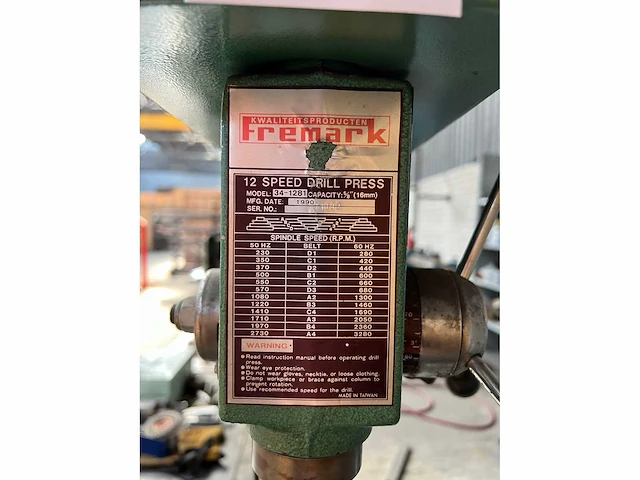 KWALITEITSPRODUCTEN
Fremark
12 SPEED DRILL PRESS
MODEL: 34-1281 CAPACITY: 5/8" (16mm)
MFG. DATE: 1990
SER. NO.:
SPINDLE SPEED (R.P.M.)
50 HZ BELT 60 HZ
230 D1 280
350 C1 420
370 D2 440
500 B1 600
550 C2 660
570 D3 680
1080 A2 1300
1220 B3 1460
1410 C4 1690
1710 A3 2050
1970 B4 2360
2730 A4 3280
WARNING
● Read instruction manual before operating drill
press.
● Wear eye protection.
● Do not wear gloves, necktie, or loose clothing.
● Clamp workpiece or brace against column to
prevent rotation.
● Use recommended speed for the drill.
MADE IN TAIWAN